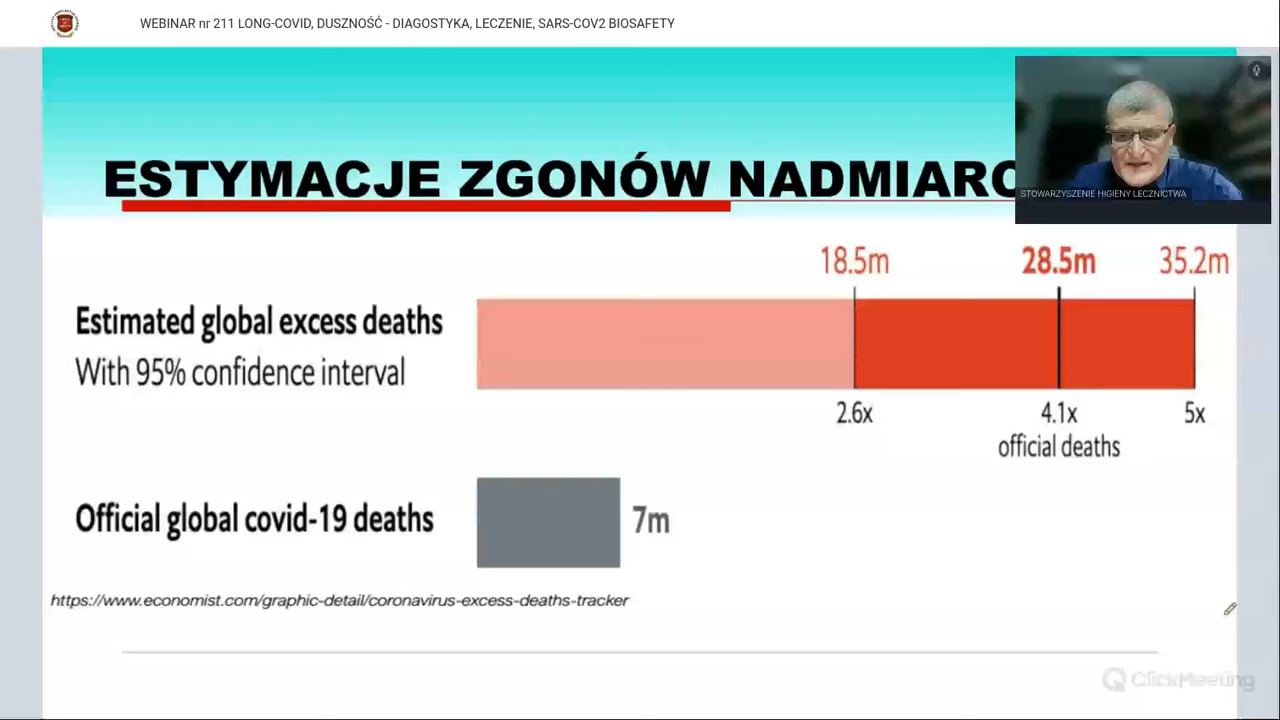 WEBINAR nr 211 LONG-COVID, DUSZNOŚĆ - DIAGOSTYKA, LECZENIE, SARS-COV2 BIOSAFETY
ESTYMACJE ZGONÓW NADMIARO
STOWARZYSZENIE HIGIENY LECZNICTWA
18.5m 28.5m 35.2m
Estimated global excess deaths
With 95% confidence interval
2.6x 4.1x 5x
official deaths
Official global covid-19 deaths
7m
https://www.economist.com/graphic-detail/coronavirus-excess-deaths-tracker
ClickMeeting